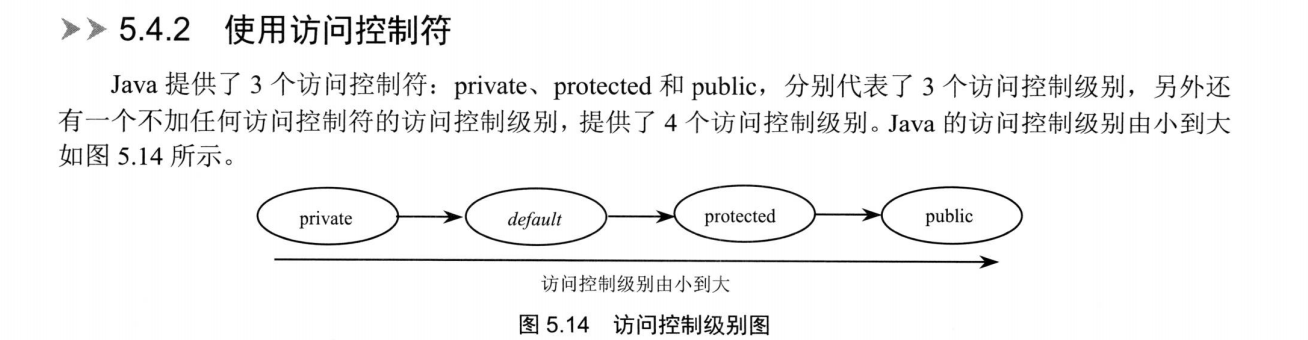 5.4.2 使用访问控制符
Java 提供了 3 个访问控制符：private、protected 和 public，分别代表了 3 个访问控制级别，另外还
有一个不加任何访问控制符的访问控制级别，提供了 4 个访问控制级别。Java 的访问控制级别由小到大
如图 5.14 所示。
private default protected public
访问控制级别由小到大
图 5.14 访问控制级别图